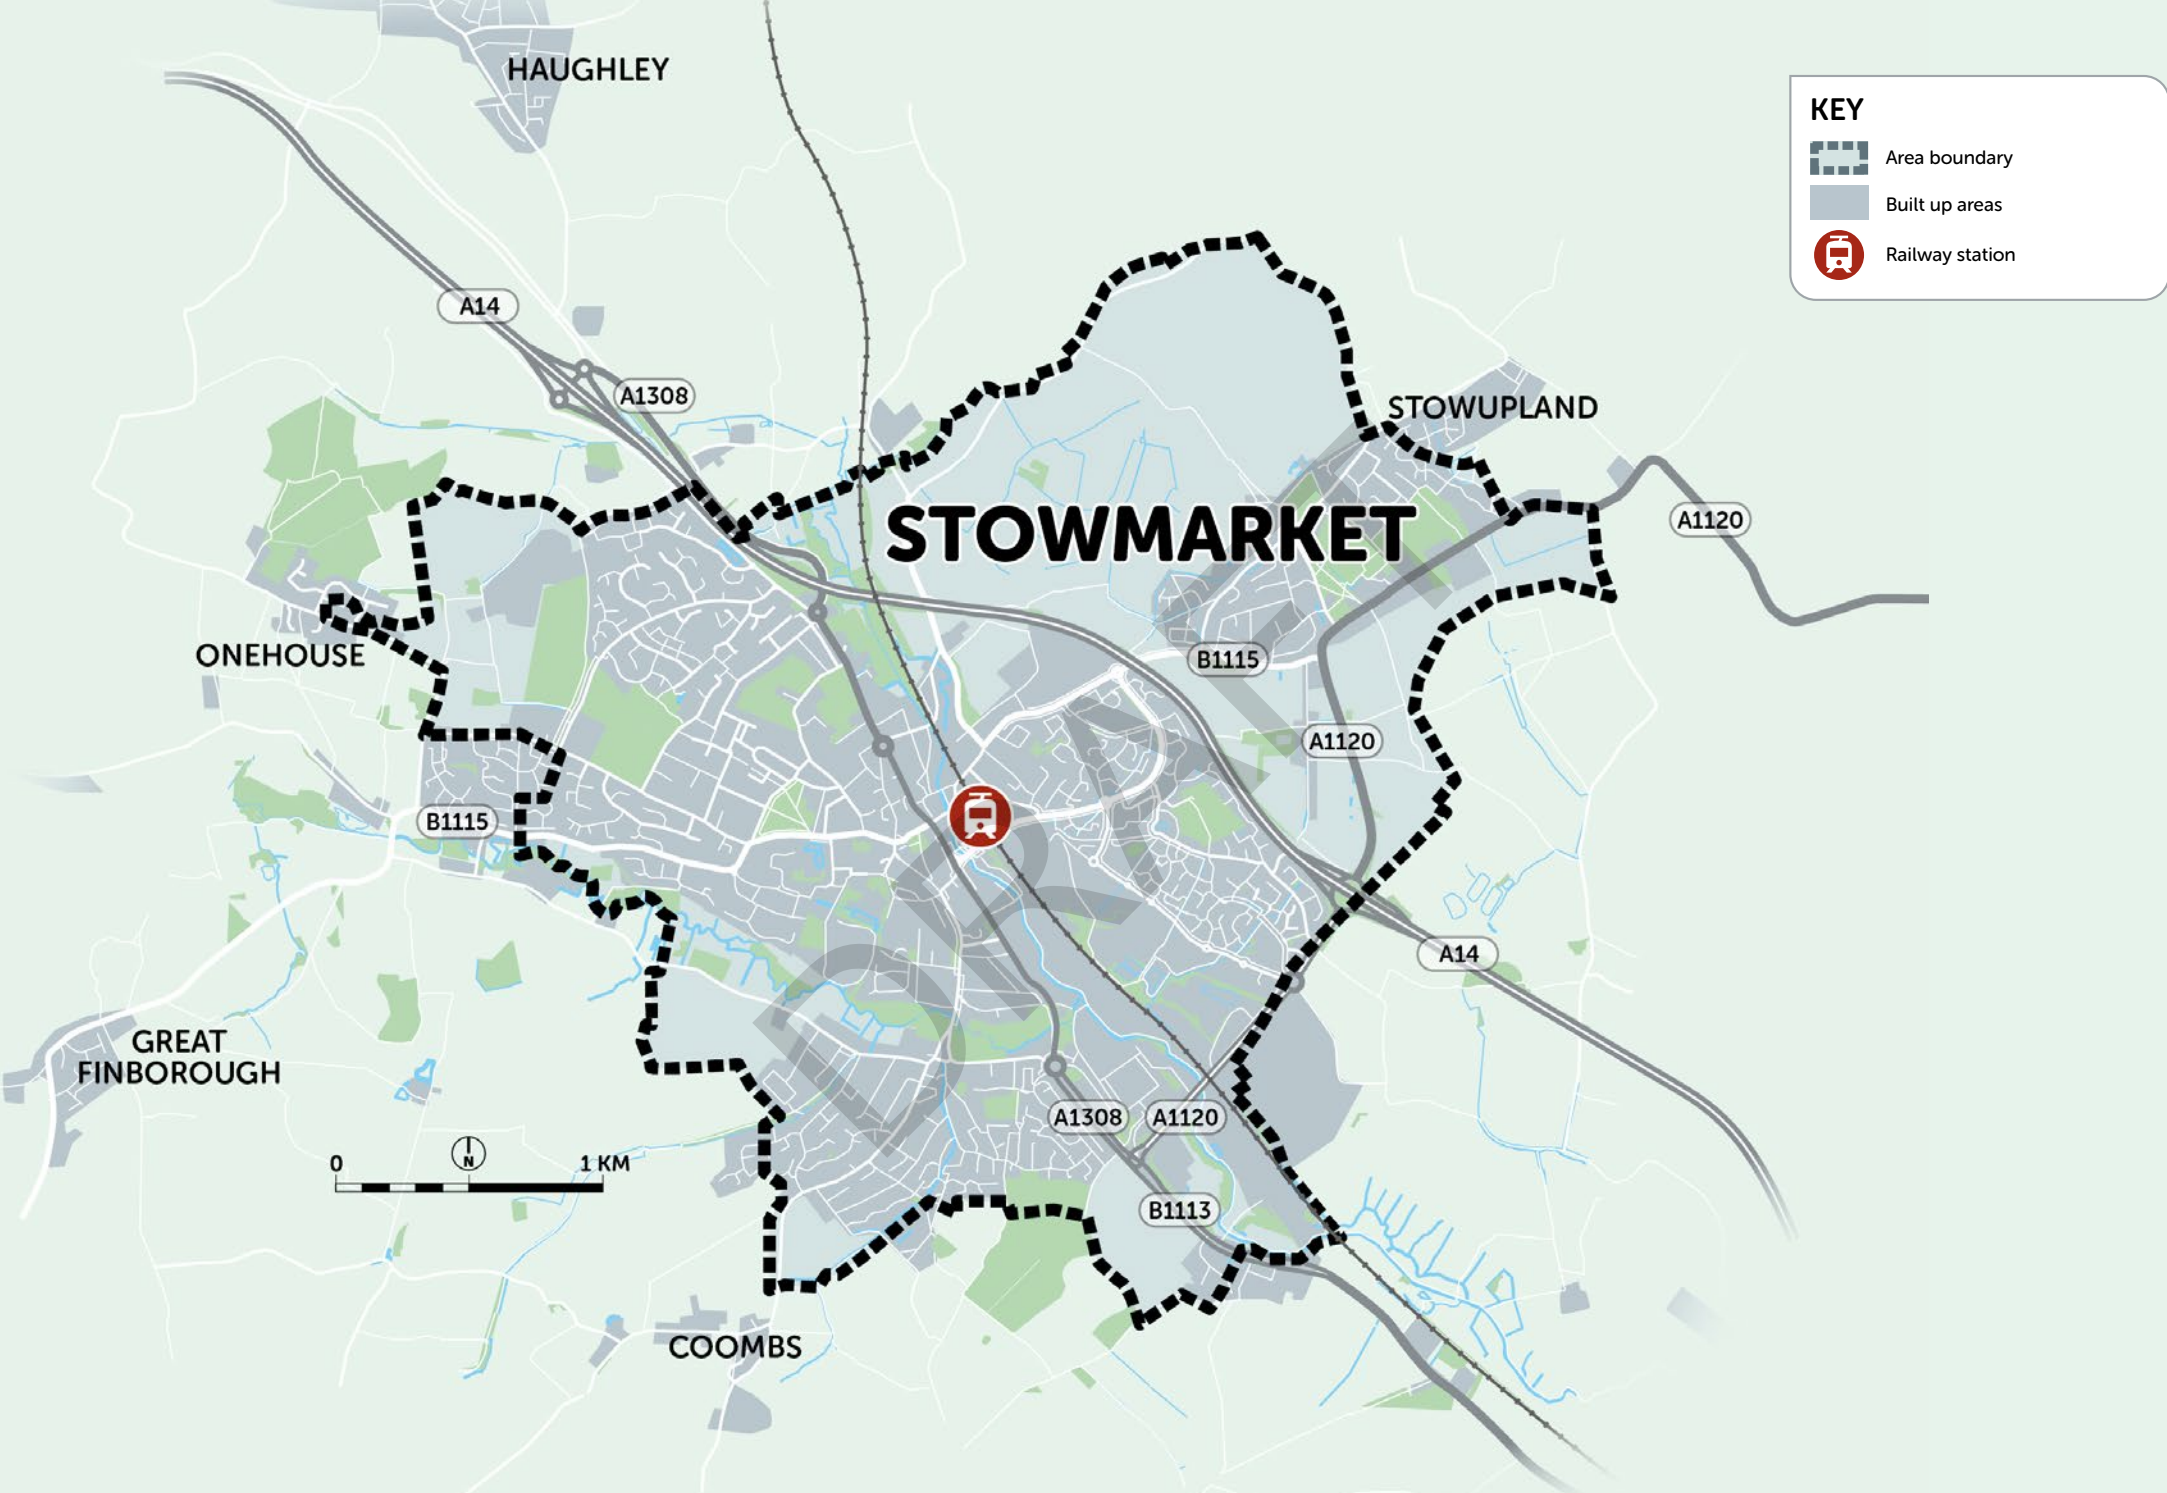 HAUGHLEY
KEY
Area boundary
Built up areas
Railway station
A14
A1308
STOWUPLAND
A1120
STOWMARKET
ONEHOUSE
B1115
A1120
B1115
A14
DRAFT
GREAT
FINBOROUGH
A1308
A1120
N
0
1 KM
B1113
COOMBS